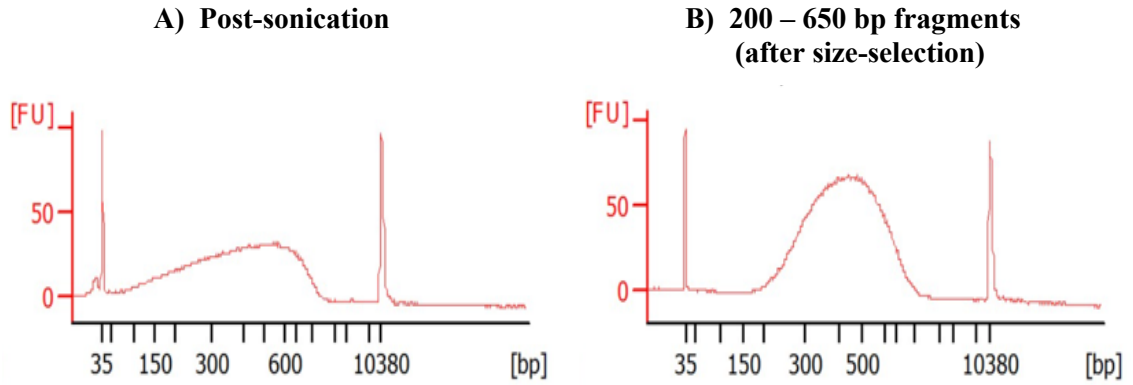 A) Post-sonication
B) 200 – 650 bp fragments
(after size-selection)
[FU]
50
0
35 150 300 600 10380 [bp]
[FU]
50
0
35 150 300 500 10380 [bp]